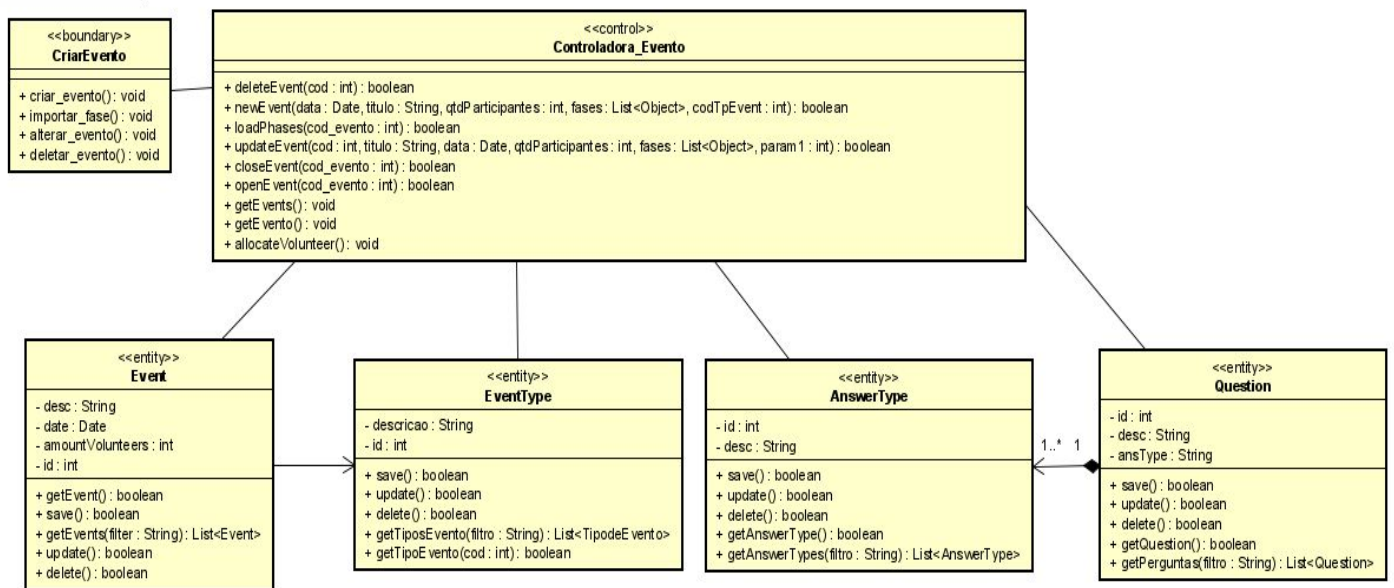 <<boundary>>
CriarEvento
+ criar_evento() : void
+ importar_fase() : void
+ alterar_evento() : void
+ deletar_evento() : void
<<control>>
Controladora_Evento
+ deleteEvent(cod : int) : boolean
+ newEvent(data : Date, titulo : String, qtdParticipantes : int, fases : List<Object>, codTpEvent : int) : boolean
+ loadPhases(cod_evento : int) : boolean
+ updateEvent(cod : int, titulo : String, data : Date, qtdParticipantes : int, fases : List<Object>, param1 : int) : boolean
+ closeEvent(cod_evento : int) : boolean
+ openEvent(cod_evento : int) : boolean
+ getEvents() : void
+ getEvento() : void
+ allocateVolunteer() : void
<<entity>>
Event
- desc : String
- date : Date
- amountVolunteers : int
- id : int
+ getEvent() : boolean
+ save() : boolean
+ getEvents(filter : String) : List<Event>
+ update() : boolean
+ delete() : boolean
<<entity>>
EventType
- descricao : String
- id : int
+ save() : boolean
+ update() : boolean
+ delete() : boolean
+ getTiposEvento(filtro : String) : List<TipodeEvento>
+ getTipoEvento(cod : int) : boolean
<<entity>>
AnswerType
- id : int
- desc : String
+ save() : boolean
+ update() : boolean
+ delete() : boolean
+ getAnswerType() : boolean
+ getAnswerTypes(filtro : String) : List<AnswerType>
1..* 1
<<entity>>
Question
- id : int
- desc : String
- ansType : String
+ save() : boolean
+ update() : boolean
+ delete() : boolean
+ getQuestion() : boolean
+ getPerguntas(filtro : String) : List<Question>